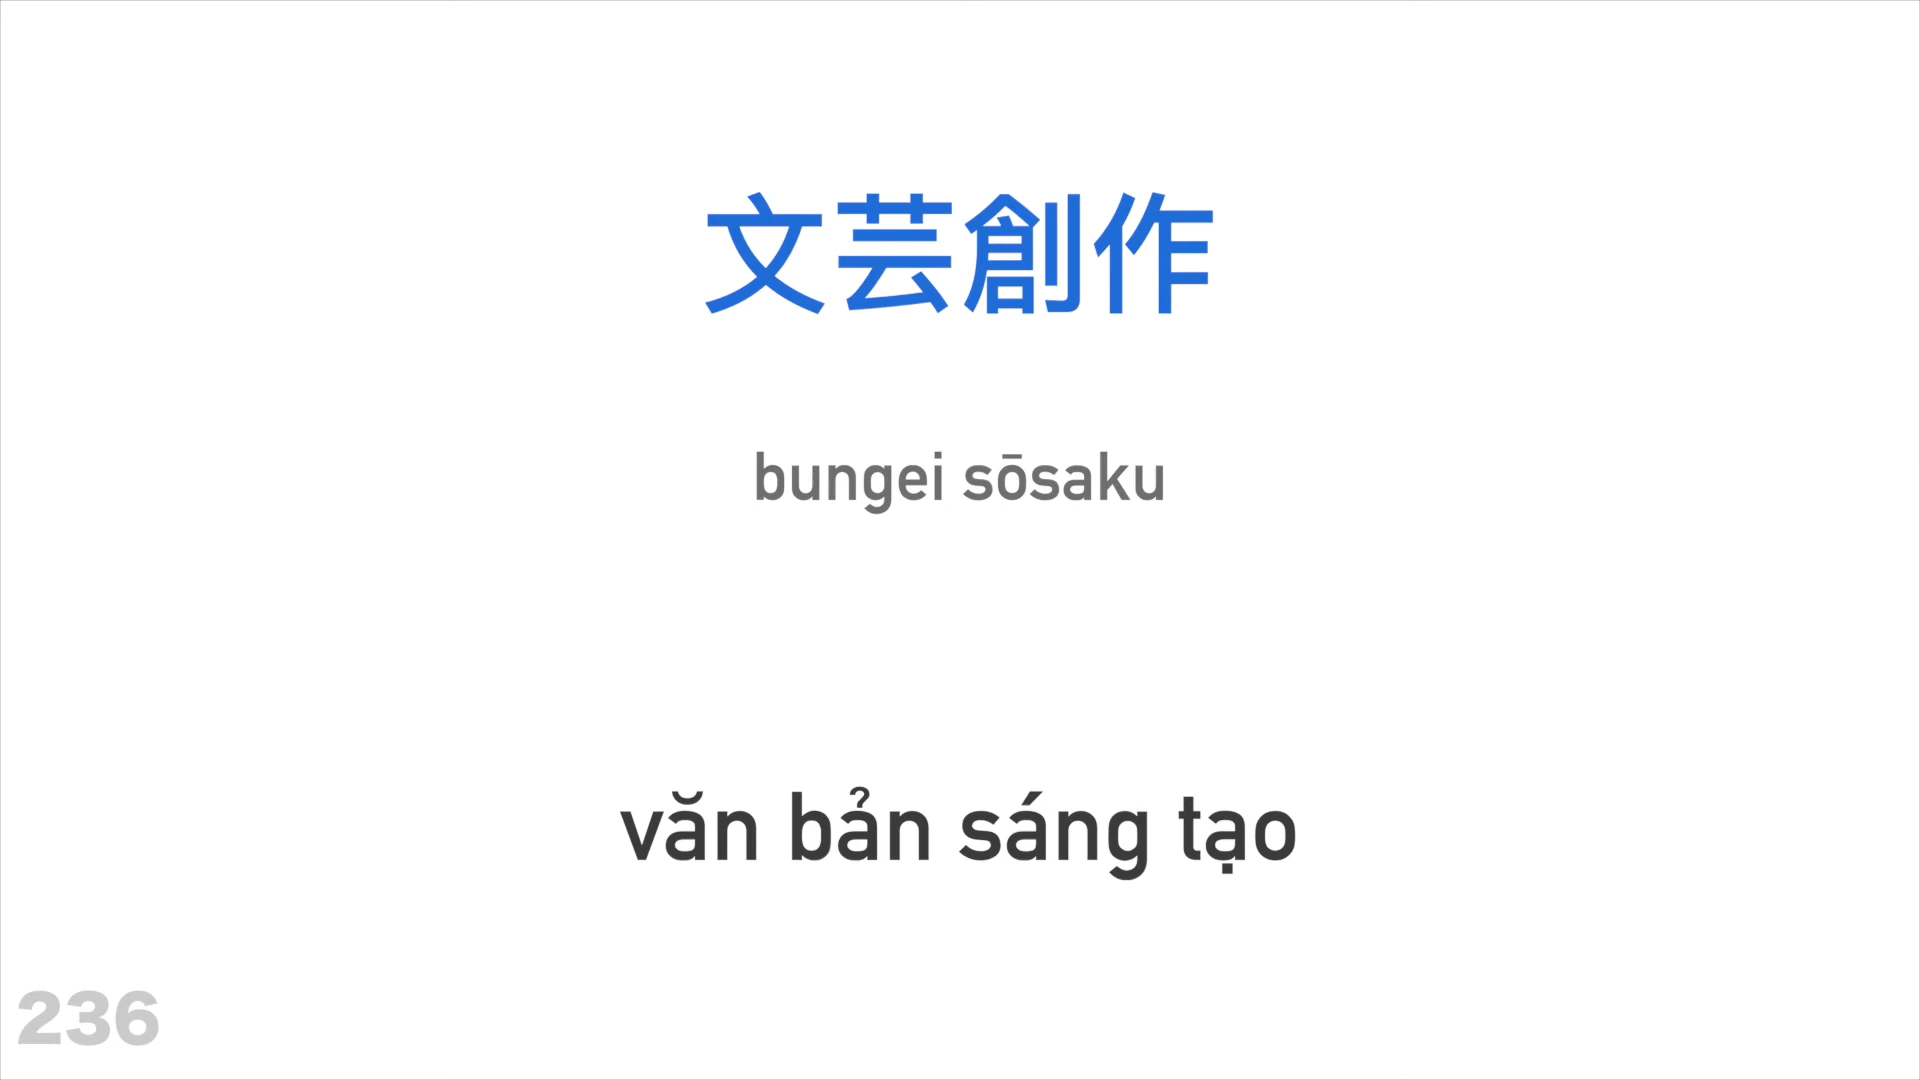 文芸創作
bungei sōsaku
văn bản sáng tạo
236